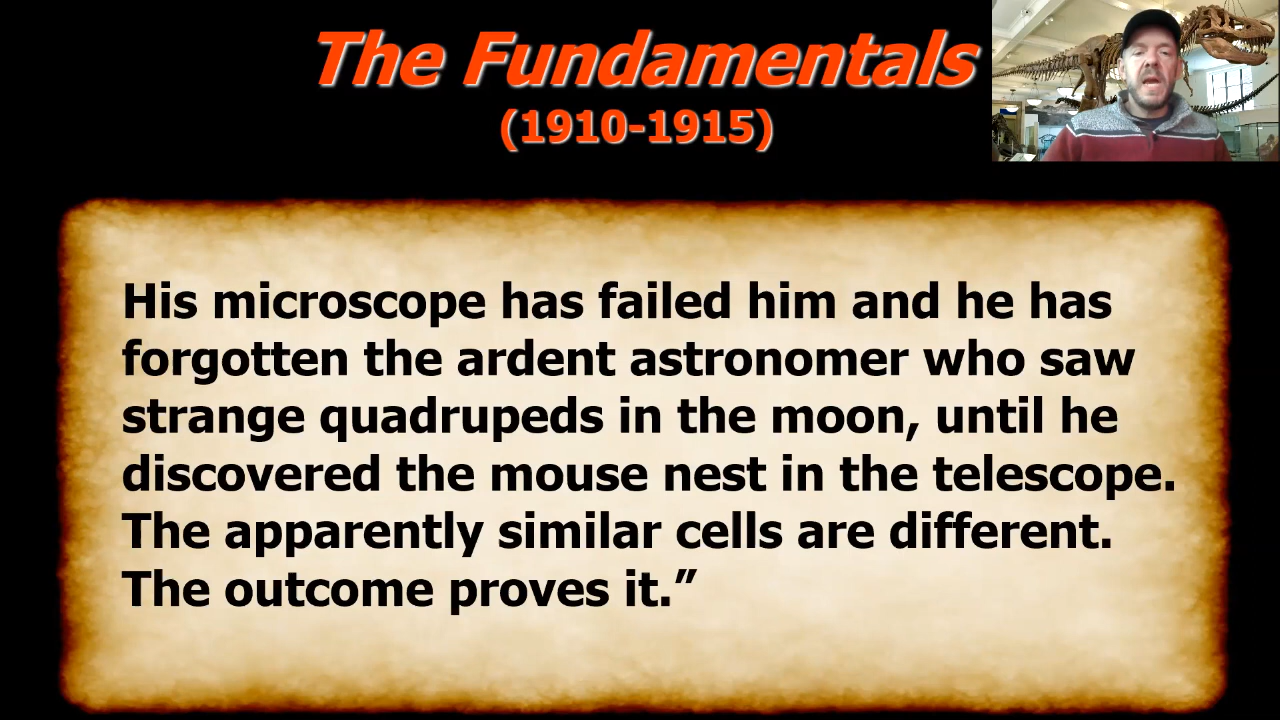 The Fundamentals
(1910-1915)
His microscope has failed him and he has
forgotten the ardent astronomer who saw
strange quadrupeds in the moon, until he
discovered the mouse nest in the telescope.
The apparently similar cells are different.
The outcome proves it.”